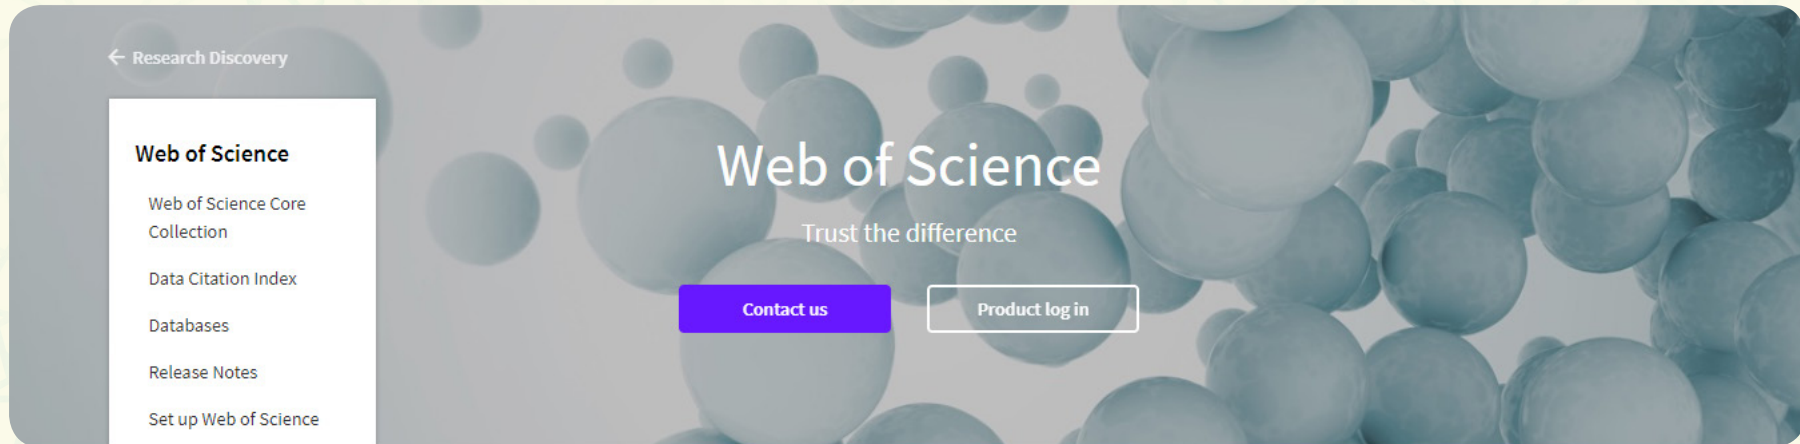 ← Research Discovery
Web of Science
Web of Science Core
Collection
Data Citation Index
Databases
Release Notes
Set up Web of Science
Web of Science
Trust the difference
Contact us
Product log in